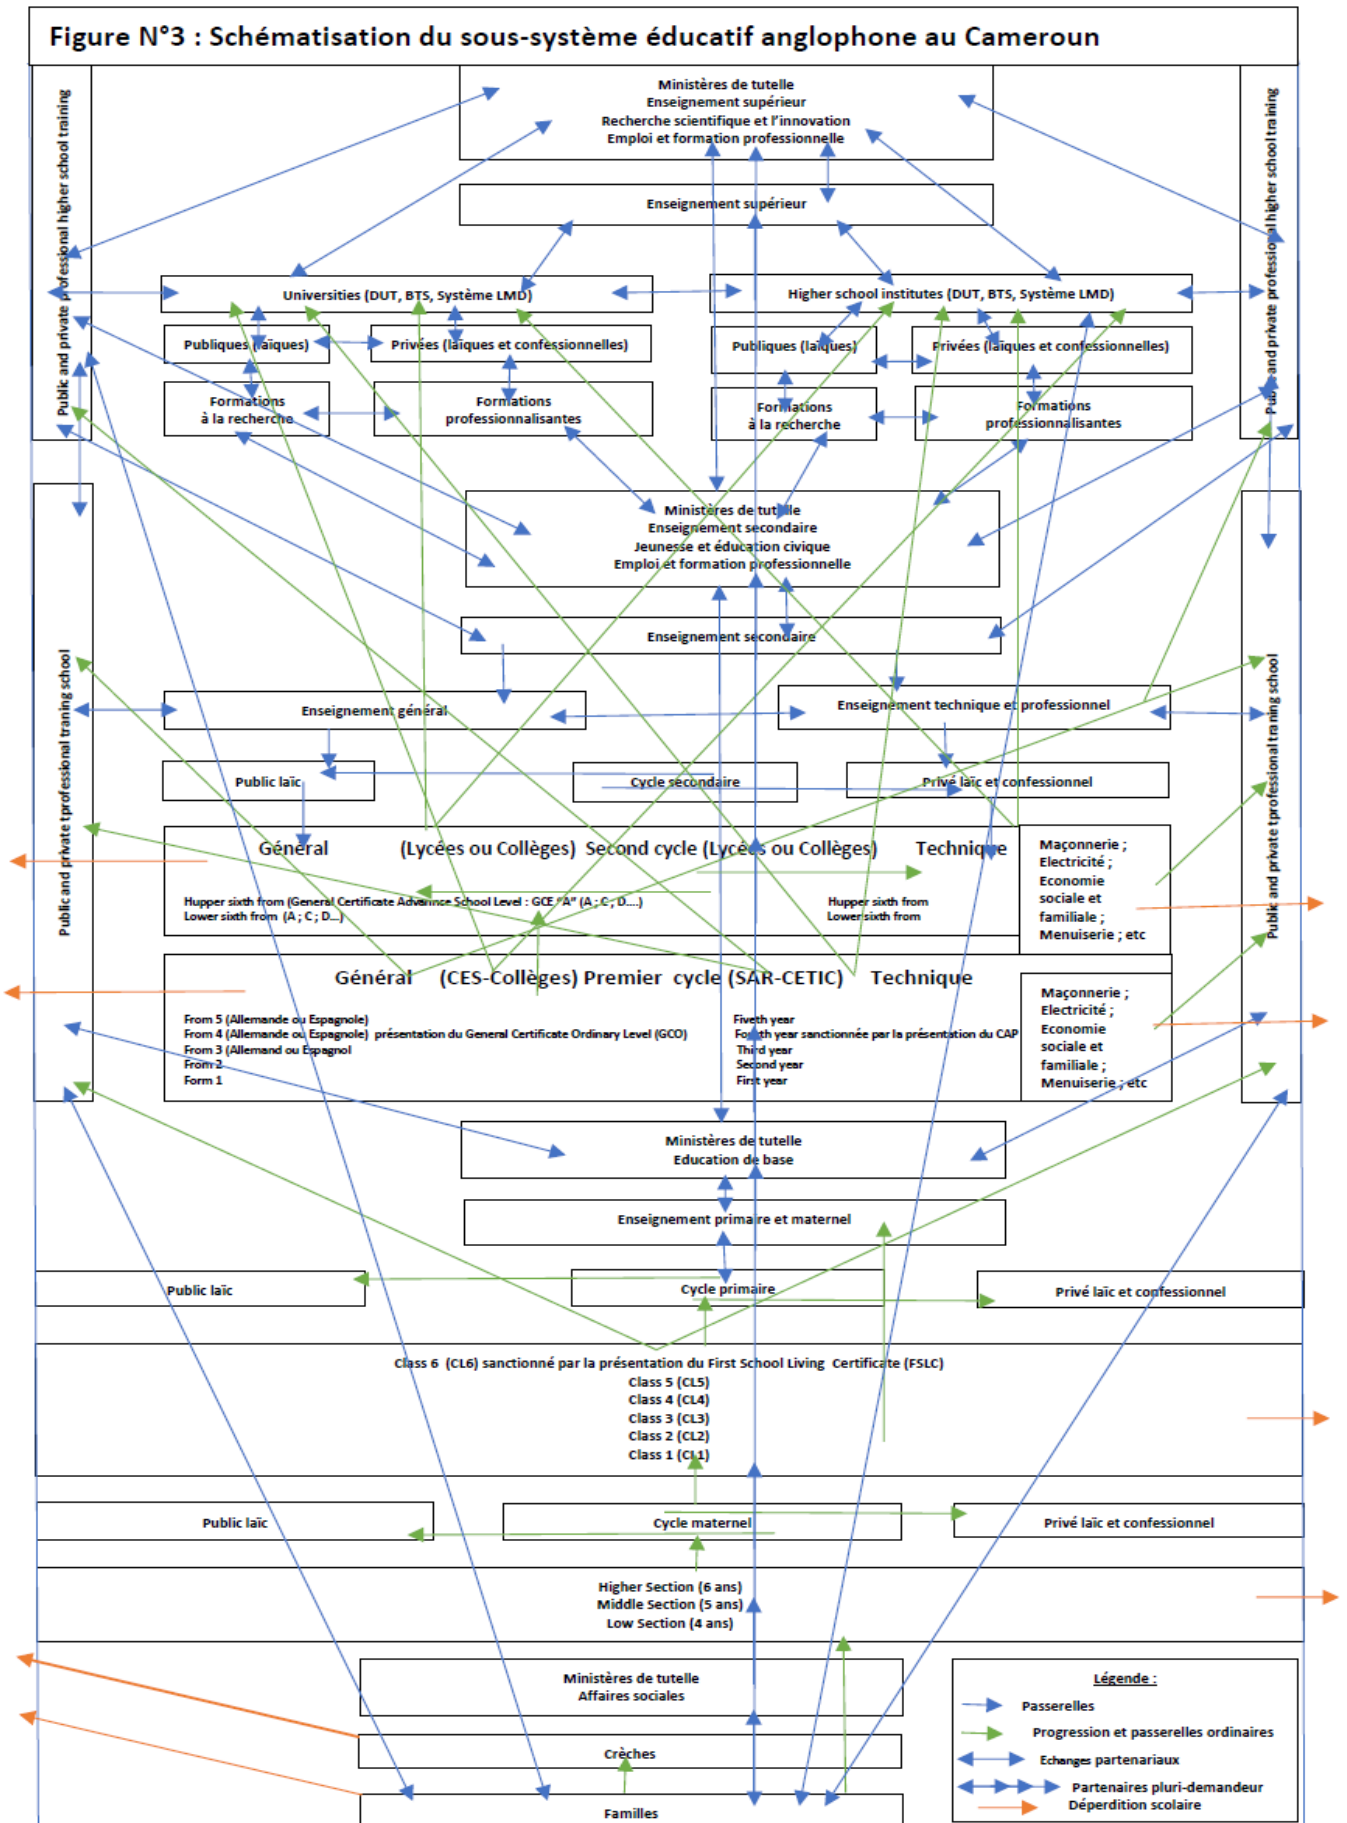 Figure N°3 : Schématisation du sous-système éducatif anglophone au Cameroun
Public and private professional higher school training
Ministères de tutelle
Enseignement supérieur
Recherche scientifique et l'innovation
Emploi et formation professionnelle
Public and private professional higher school training
Enseignement supérieur
Universities (DUT, BTS, Système LMD)
Higher school institutes (DUT, BTS, Système LMD)
Publiques (laïques)
Privées (laïques et confessionnelles)
Publiques (laïques)
Privées (laïques et confessionnelles)
Formations
à la recherche
Formations
professionnalisantes
Formations
à la recherche
Formations
professionnalisantes
Ministères de tutelle
Enseignement secondaire
Jeunesse et éducation civique
Emploi et formation professionnelle
Enseignement secondaire
Public and private tprofessional traning school
Public and private tprofessional training school
Enseignement général
Enseignement technique et professionnel
Public laïc
Cycle secondaire
Privé laïc et confessionnel
Général (Lycées ou Collèges) Second cycle (Lycées ou Collèges) Technique
Hupper sixth from (General Certificate Advannce School Level : GCE "A" (A ; C ; D....)
Lower sixth from (A ; C ; D...)
Hupper sixth from
Lower sixth from
Maçonnerie ;
Electricité ;
Economie
sociale et
familiale ;
Menuiserie ; etc
Général (CES-Collèges) Premier cycle (SAR-CETIC) Technique
From 5 (Allemande ou Espagnole)
From 4 (Allemande ou Espagnole) présentation du General Certificate Ordinary Level (GCO)
From 3 (Allemand ou Espagnol
From 2
Form 1
Fiveth year
Fourth year sanctionnée par la présentation du CAP
Third year
Second year
First year
Maçonnerie ;
Electricité ;
Economie
sociale et
familiale ;
Menuiserie ; etc
Ministères de tutelle
Education de base
Enseignement primaire et maternel
Public laïc
Cycle primaire
Privé laïc et confessionnel
Class 6 (CL6) sanctionné par la présentation du First School Living Certificate (FSLC)
Class 5 (CL5)
Class 4 (CL4)
Class 3 (CL3)
Class 2 (CL2)
Class 1 (CL1)
Public laïc
Cycle maternel
Privé laïc et confessionnel
Higher Section (6 ans)
Middle Section (5 ans)
Low Section (4 ans)
Ministères de tutelle
Affaires sociales
Crèches
Familles
Légende :
Passerelles
Progression et passerelles ordinaires
Echanges partenariaux
Partenaires pluri-demandeur
Déperdition scolaire